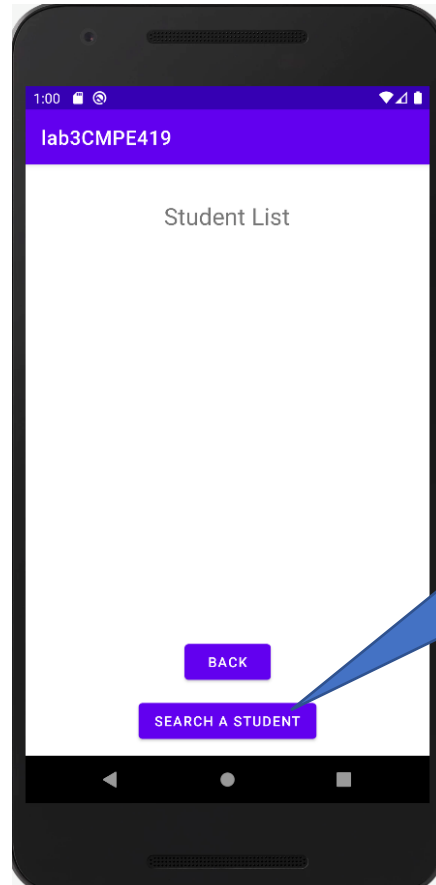 1:00
lab3CMPE419
Student List
BACK
SEARCH A STUDENT